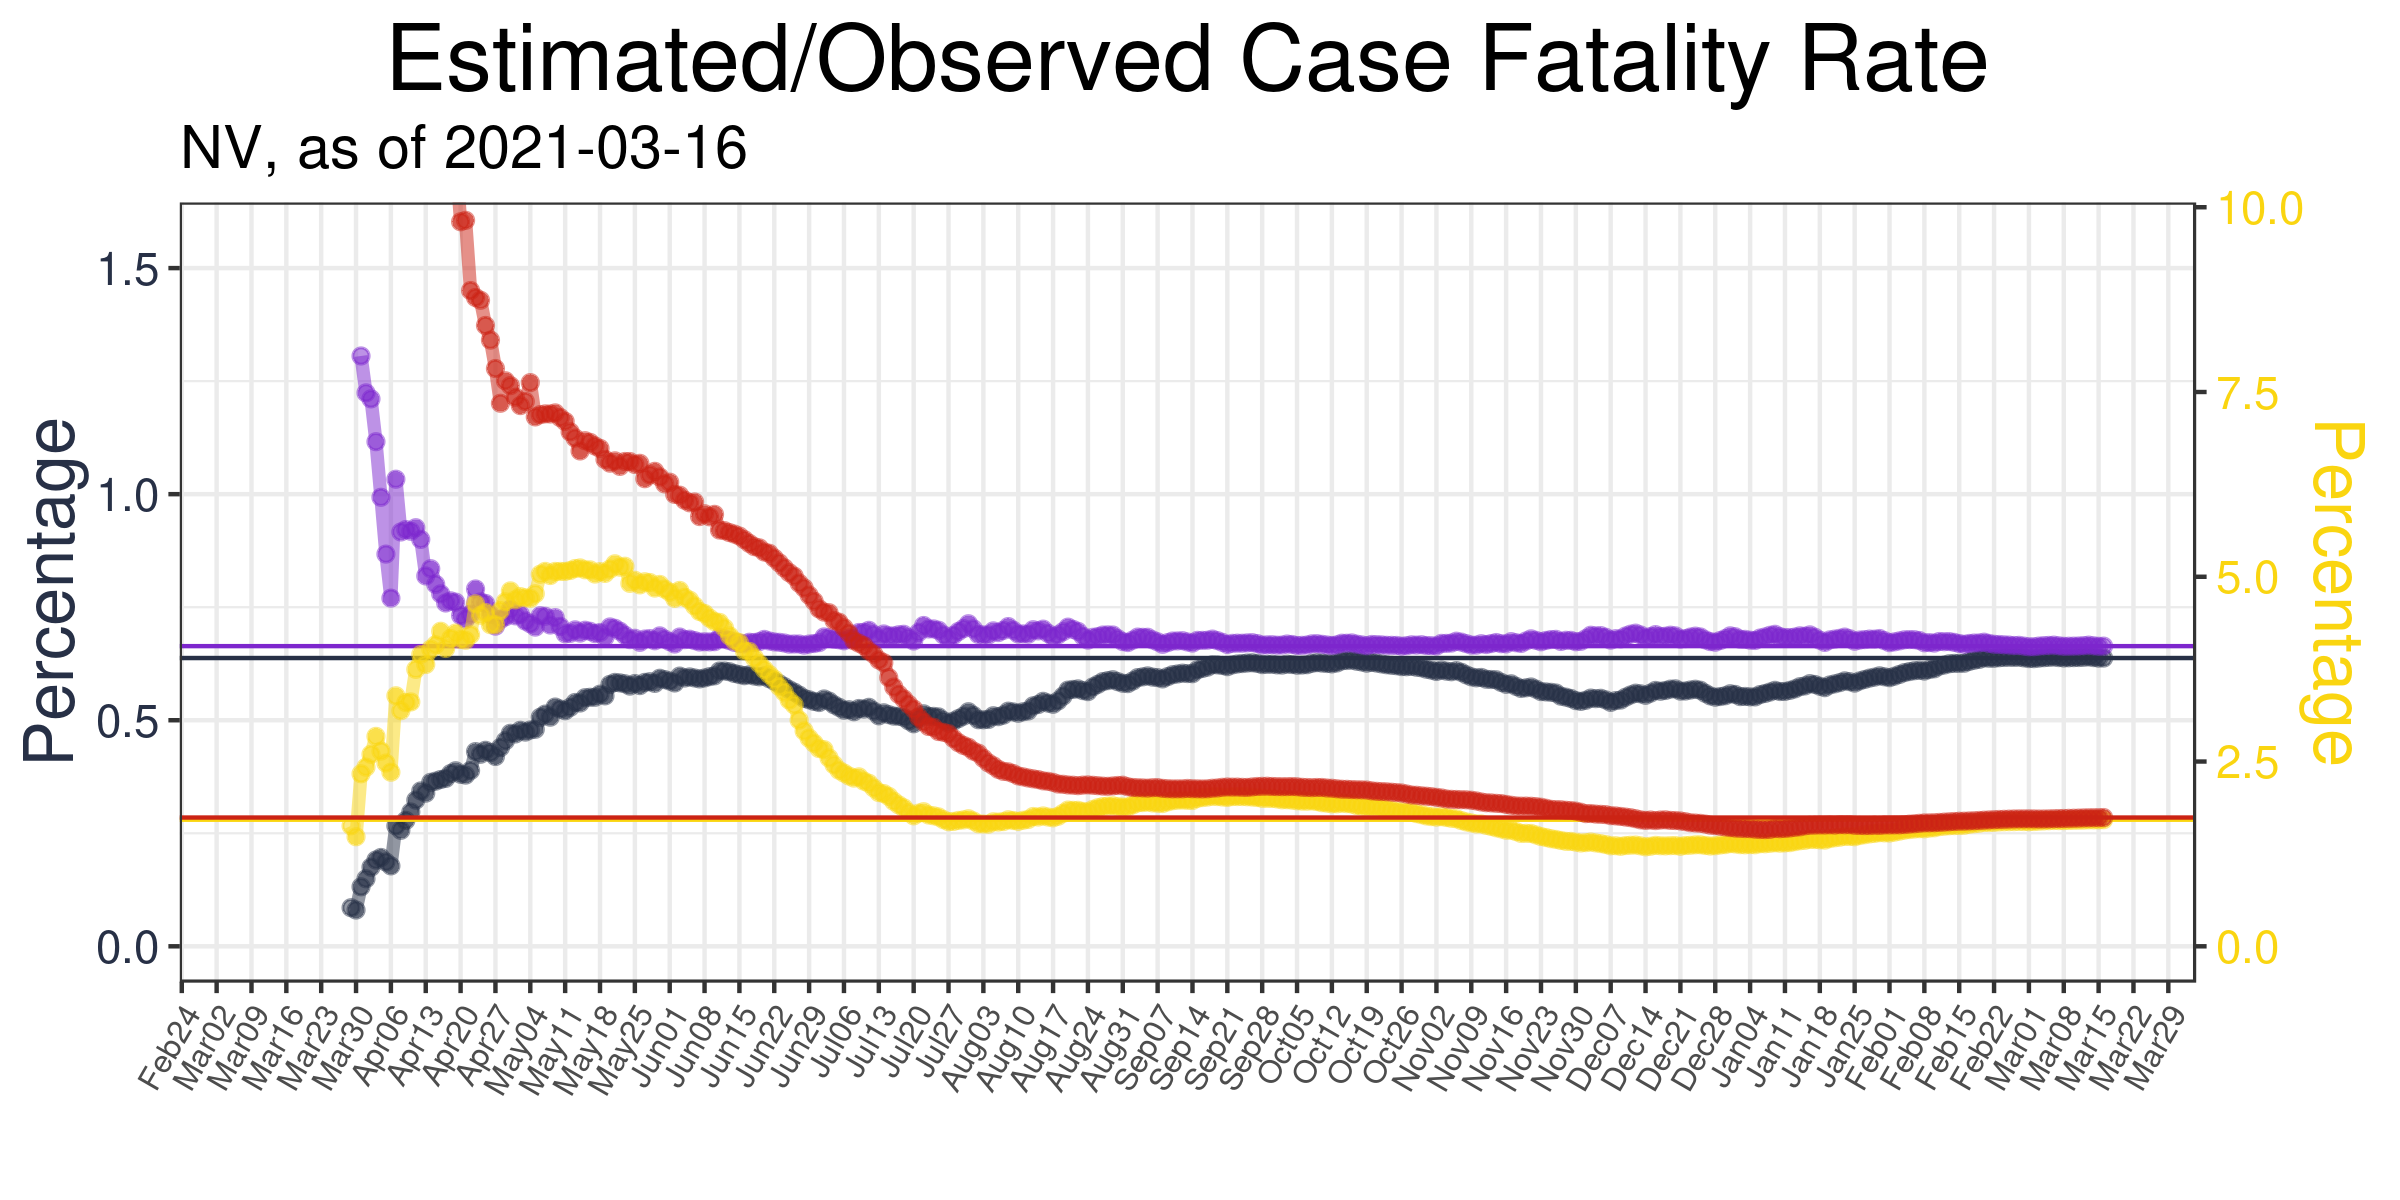 Estimated/Observed Case Fatality Rate
NV, as of 2021-03-16
Percentage
1.5
1.0
0.5
0.0
10.0
7.5
5.0
2.5
0.0
Percentage
Feb24
Mar02
Mar09
Mar16
Mar23
Mar30
Apr06
Apr13
Apr20
Apr27
May04
May11
May18
May25
Jun01
Jun08
Jun15
Jun22
Jun29
Jul06
Jul13
Jul20
Jul27
Aug03
Aug10
Aug17
Aug24
Aug31
Sep07
Sep14
Sep21
Sep28
Oct05
Oct12
Oct19
Oct26
Nov02
Nov09
Nov16
Nov23
Nov30
Dec07
Dec14
Dec21
Dec28
Jan04
Jan11
Jan18
Jan25
Feb01
Feb08
Feb15
Feb22
Mar01
Mar08
Mar15
Mar22
Mar29